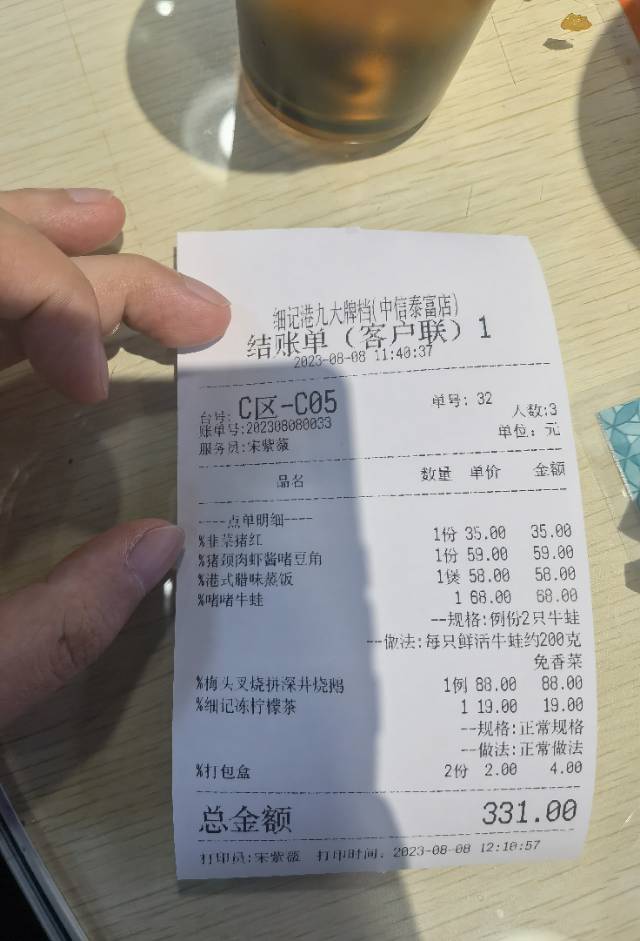 细记港九大牌档(中信泰富店)
结账单（客户联）1
2023-08-08 11:40:37
台号: C区-C05 单号: 32
账单号:202308080033 人数:3
服务员:宋紫薇 单位: 元
品名 数量 单价 金额
----点单明细----
%韭菜猪红 1份 35.00 35.00
%猪颈肉虾酱啫豆角 1份 59.00 59.00
%港式腊味蒸饭 1煲 58.00 58.00
%啫啫牛蛙 1 68.00 68.00
--规格:例份2只牛蛙
--做法:每只鲜活牛蛙约200克
免香菜
%梅头叉烧拼深井烧鹅 1例 88.00 88.00
%细记冻柠檬茶 1 19.00 19.00
--规格:正常规格
--做法:正常做法
%打包盒 2份 2.00 4.00
总金额 331.00
打印员:宋紫薇 打印时间: 2023-08-08 12:10:57